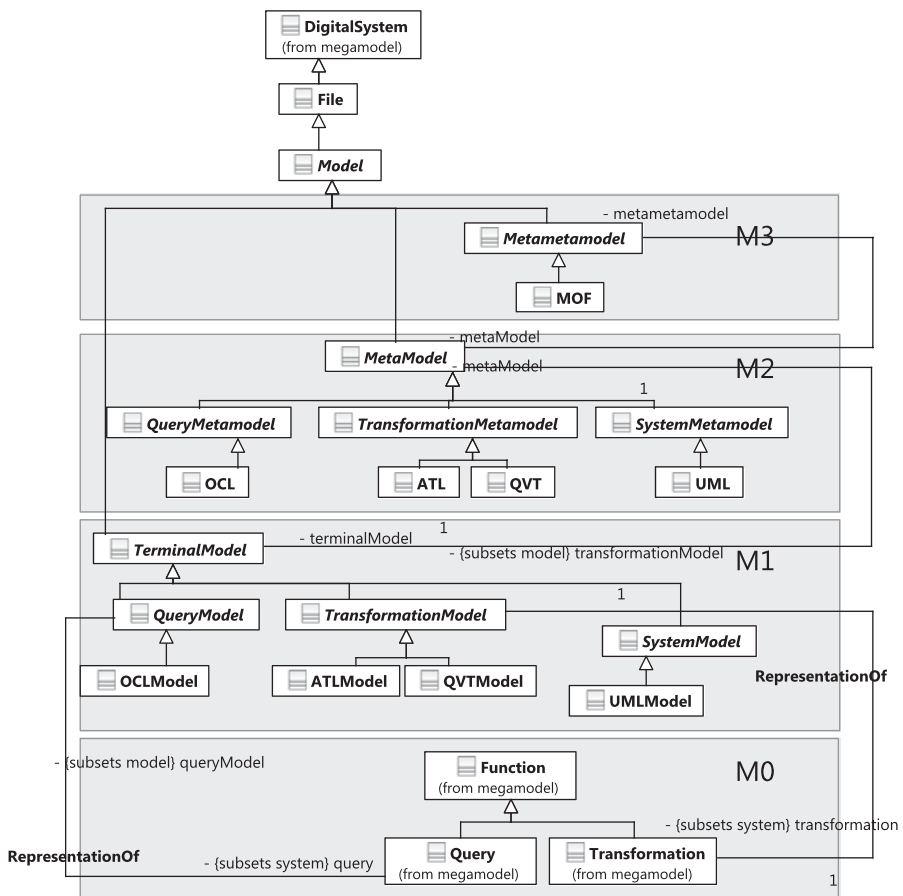 DigitalSystem
(from megamodel)
File
Model
- metametamodel
Metametamodel
M3
MOF
- metaModel
MetaModel
- metaModel
M2
1
QueryMetamodel
TransformationMetamodel
SystemMetamodel
OCL
ATL
QVT
UML
1
- terminalModel
TerminalModel
- {subsets model} transformationModel
M1
1
QueryModel
TransformationModel
SystemModel
OCLModel
ATLModel
QVTModel
RepresentationOf
UMLModel
- {subsets model} queryModel
Function
(from megamodel)
M0
- {subsets system} transformation
RepresentationOf
- {subsets system} query
Query
(from megamodel)
Transformation
(from megamodel)
1